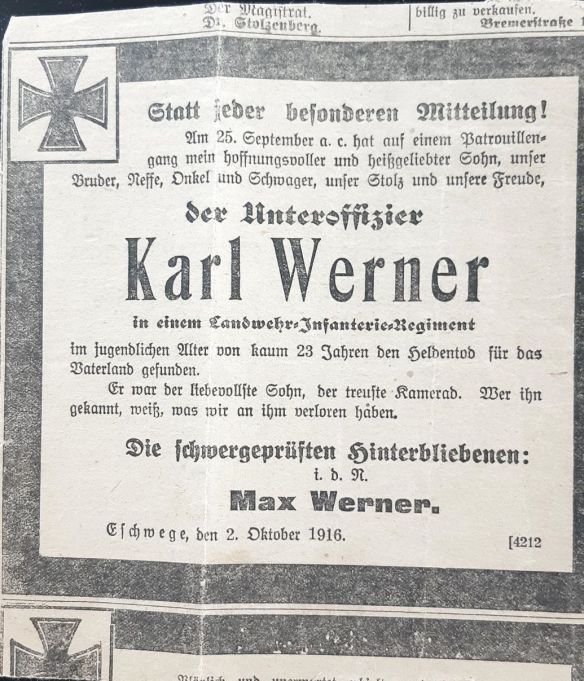 Der Magistrat.
Dr. Stolzenberg.
billig zu verkaufen.
Bremerstraße
Statt jeder besonderen Mitteilung!
Am 25. September a. c. hat auf einem Patrouillen-
gang mein hoffnungsvoller und heißgeliebter Sohn, unser
Bruder, Neffe, Onkel und Schwager, unser Stolz und unsere Freude,
der Unteroffizier
Karl Werner
in einem Landwehr-Infanterie-Regiment
im jugendlichen Alter von kaum 23 Jahren den Heldentod für das
Vaterland gefunden.
Er war der liebevollste Sohn, der treuste Kamerad. Wer ihn
gekannt, weiß, was wir an ihm verloren haben.
Die schwergeprüften Hinterbliebenen:
i. d. N.
Max Werner.
Eschwege, den 2. Oktober 1916.
[4212
Plötzlich und unerwartet